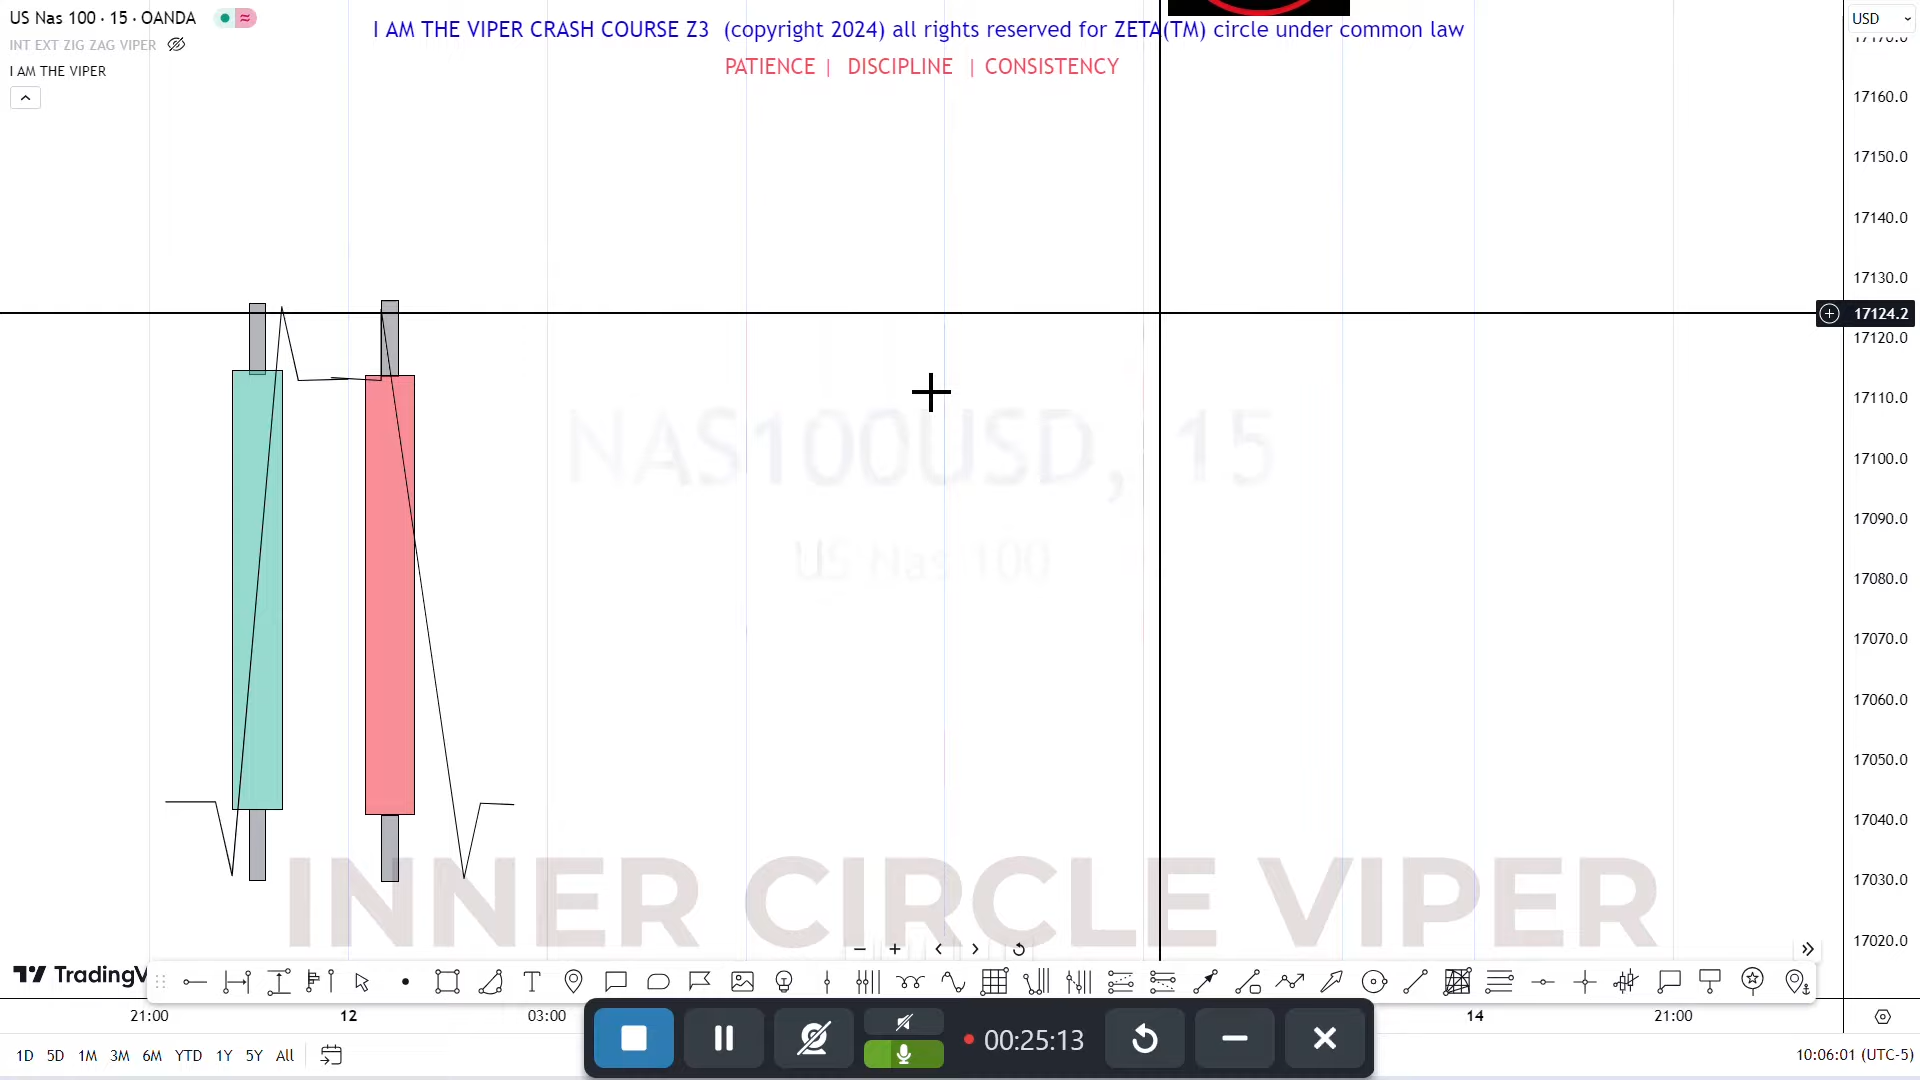 US Nas 100 · 15 · OANDA
INT EXT ZIG ZAG VIPER
I AM THE VIPER
I AM THE VIPER CRASH COURSE Z3 (copyright 2024) all rights reserved for ZETA(TM) circle under common law
PATIENCE | DISCIPLINE | CONSISTENCY
USD
17170.0
17160.0
17150.0
17140.0
17130.0
17124.2
17120.0
17110.0
17100.0
17090.0
17080.0
17070.0
17060.0
17050.0
17040.0
17030.0
17020.0
NAS100USD, 15
US Nas 100
INNER CIRCLE VIPER
TradingV
21:00
12
03:00
14
21:00
00:25:13
1D 5D 1M 3M 6M YTD 1Y 5Y All
10:06:01 (UTC-5)